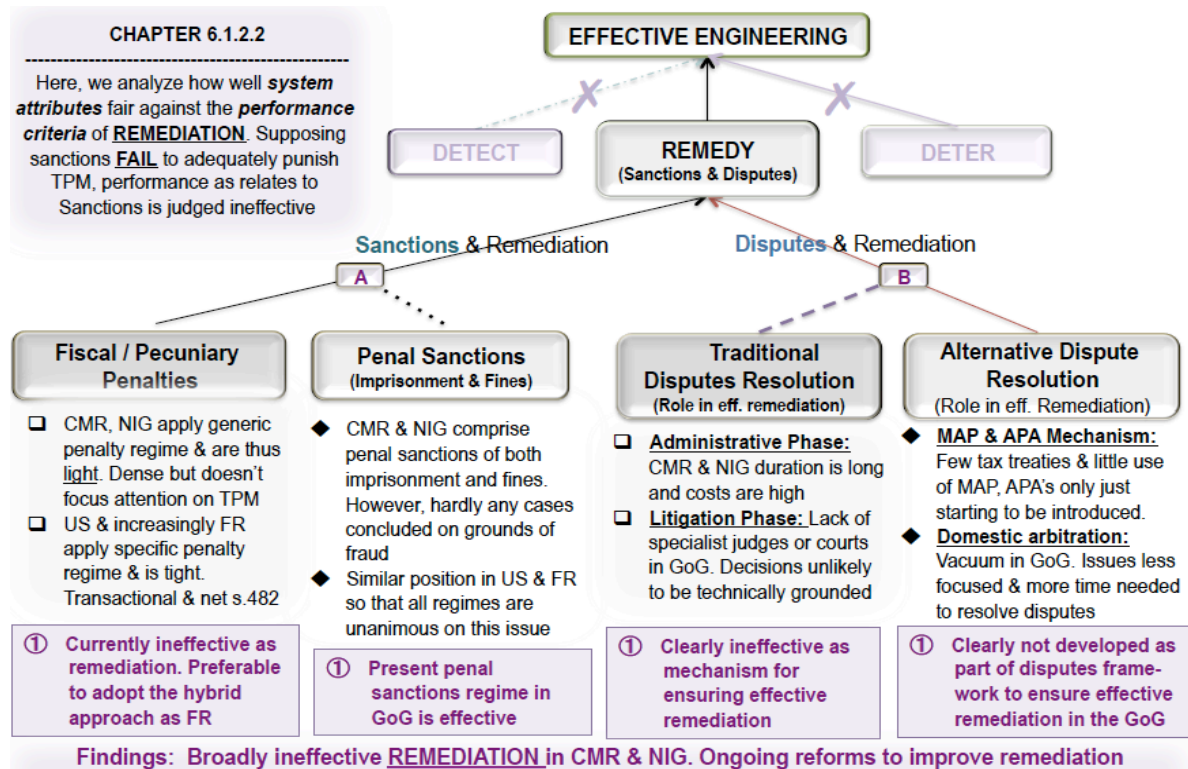 CHAPTER 6.1.2.2
Here, we analyze how well system
attributes fair against the performance
criteria of REMEDIATION. Supposing
sanctions FAIL to adequately punish
TPM, performance as relates to
Sanctions is judged ineffective
EFFECTIVE ENGINEERING
DETECT
REMEDY
(Sanctions & Disputes)
DETER
Sanctions & Remediation
Disputes & Remediation
A
B
Fiscal / Pecuniary
Penalties
CMR, NIG apply generic
penalty regime & are thus
light. Dense but doesn't
focus attention on TPM
US & increasingly FR
apply specific penalty
regime & is tight.
Transactional & net s.482
① Currently ineffective as
remediation. Preferable
to adopt the hybrid
approach as FR
Penal Sanctions
(Imprisonment & Fines)
CMR & NIG comprise
penal sanctions of both
imprisonment and fines.
However, hardly any cases
concluded on grounds of
fraud
Similar position in US & FR
so that all regimes are
unanimous on this issue
① Present penal
sanctions regime in
GoG is effective
Traditional
Disputes Resolution
(Role in eff. remediation)
Administrative Phase:
CMR & NIG duration is long
and costs are high
Litigation Phase: Lack of
specialist judges or courts
in GoG. Decisions unlikely
to be technically grounded
① Clearly ineffective as
mechanism for
ensuring effective
remediation
Alternative Dispute
Resolution
(Role in eff. Remediation)
MAP & APA Mechanism:
Few tax treaties & little use
of MAP, APA's only just
starting to be introduced.
Domestic arbitration:
Vacuum in GoG. Issues less
focused & more time needed
to resolve disputes
① Clearly not developed as
part of disputes frame-
work to ensure effective
remediation in the GoG
Findings: Broadly ineffective REMEDIATION in CMR & NIG. Ongoing reforms to improve remediation